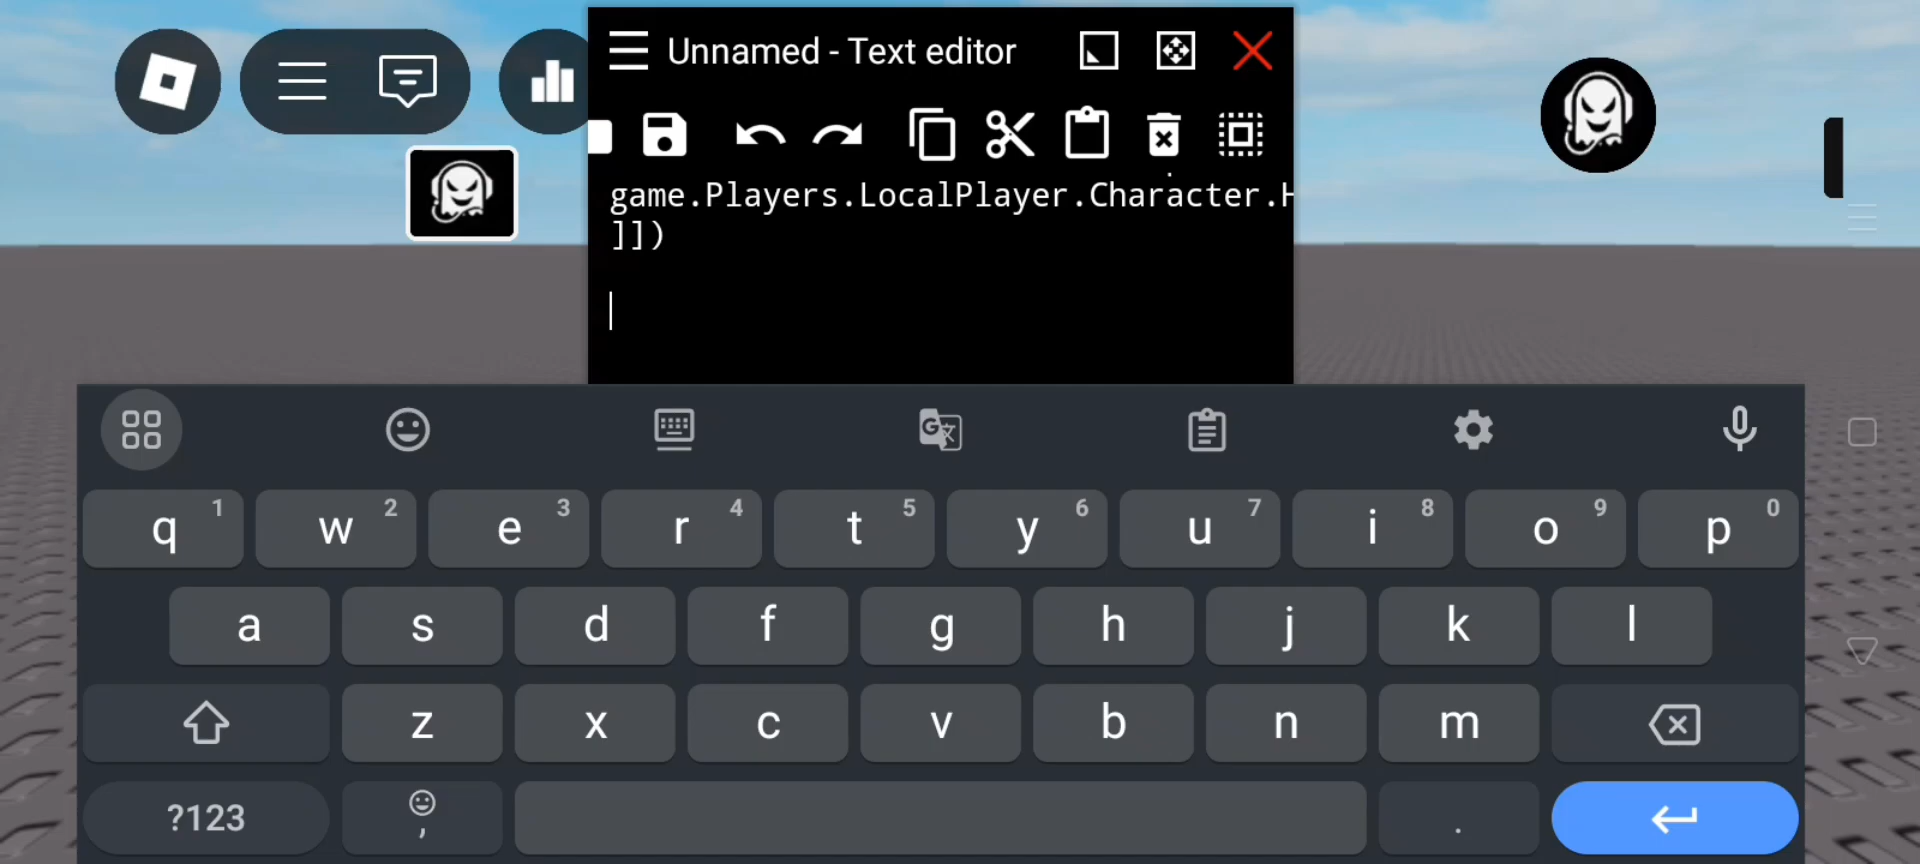 Unnamed - Text editor
game.Players.LocalPlayer.Character.H
]])
q 1 w 2 e 3 r 4 t 5 y 6 u 7 i 8 o 9 p 0
a s d f g h j k l
z x c v b n m
?123 , .